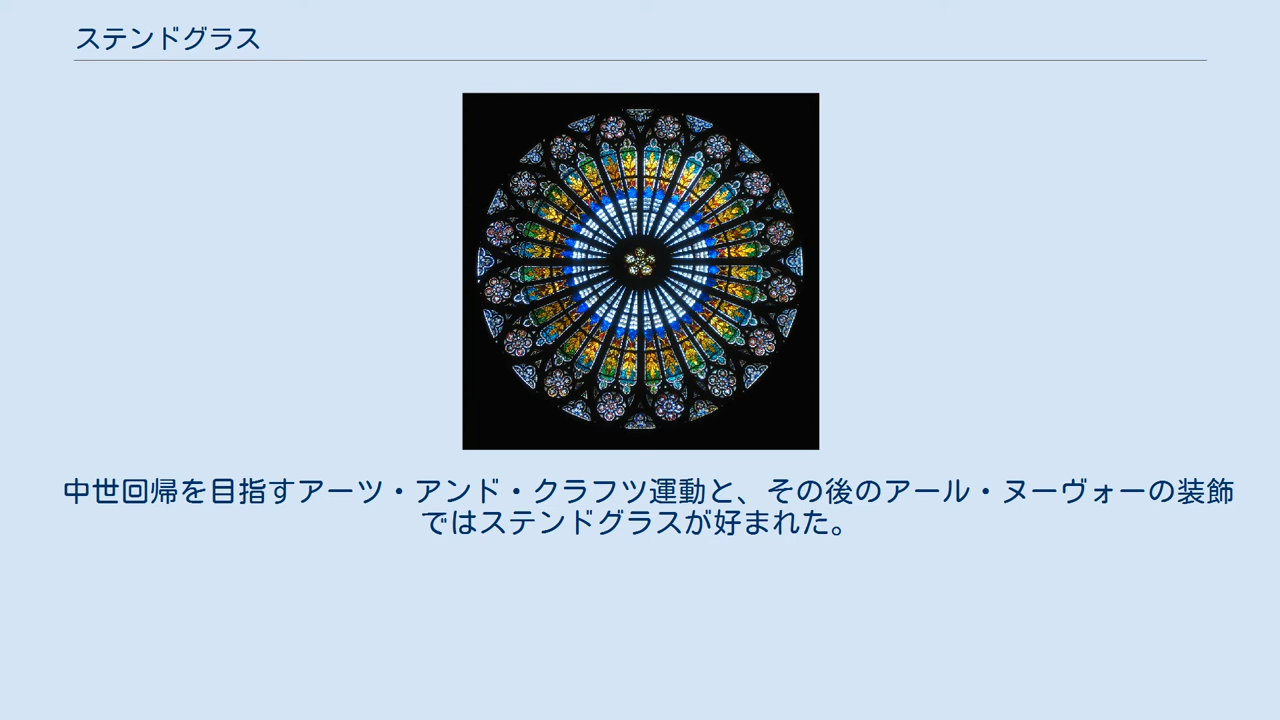 ステンドグラス
中世回帰を目指すアーツ・アンド・クラフツ運動と、その後のアール・ヌーヴォーの装飾
ではステンドグラスが好まれた。